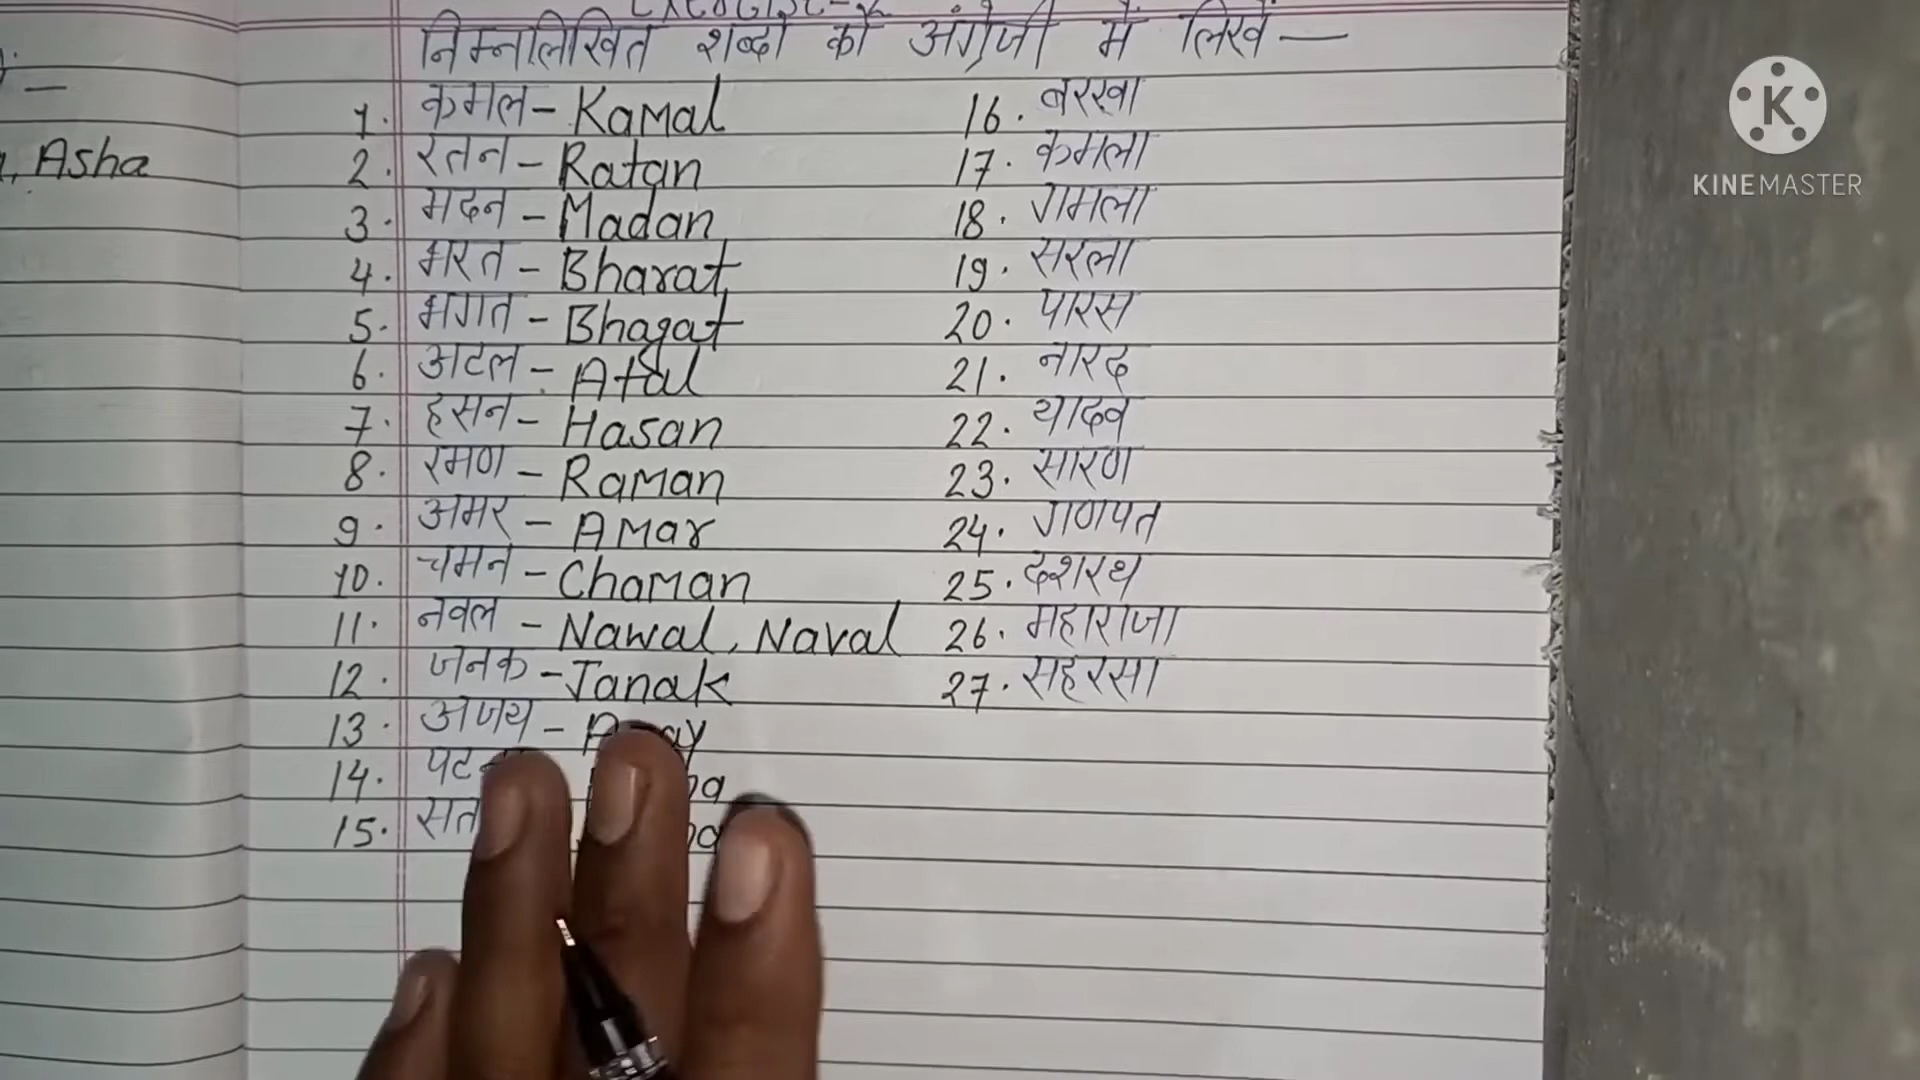 निम्नलिखित शब्दों को अंग्रेजी में लिखें —
Asha
1. कमल – Kamal
2. रतन – Ratan
3. मदन – Madan
4. भरत – Bharat
5. भगत – Bhagat
6. अटल – Atal
7. हसन – Hasan
8. रमण – Raman
9. अमर – Amar
10. चमन – Chaman
11. नवल – Nawal, Naval
12. जनक – Janak
13. अजय –
14.
15.
16. बरखा
17. कमला
18. गमला
19. सरला
20. पारस
21. नारद
22. यादव
23. सारण
24. गणपत
25. दशरथ
26. महाराजा
27. सहरसा
K
KINEMASTER